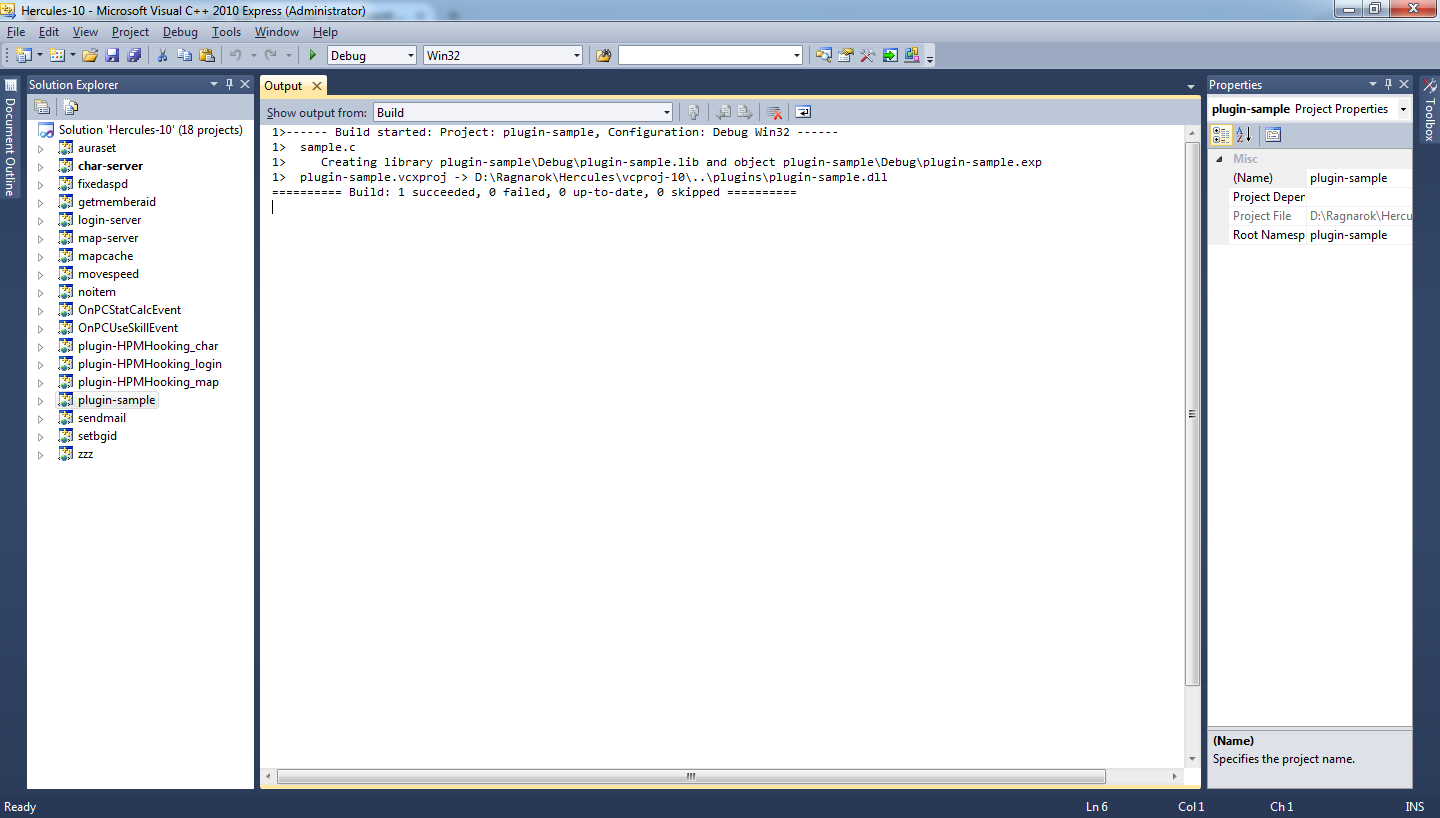 Hercules-10 - Microsoft Visual C++ 2010 Express (Administrator)
File Edit View Project Debug Tools Window Help
Debug Win32
Document Outline
Solution Explorer
Solution 'Hercules-10' (18 projects)
auraset
char-server
fixedaspd
getmemberaid
login-server
map-server
mapcache
movespeed
noitem
OnPCStatCalcEvent
OnPCUseSkillEvent
plugin-HPMHooking_char
plugin-HPMHooking_login
plugin-HPMHooking_map
plugin-sample
sendmail
setbgid
zzz
Output
Show output from: Build
1>------ Build started: Project: plugin-sample, Configuration: Debug Win32 ------
1>  sample.c
1>     Creating library plugin-sample\Debug\plugin-sample.lib and object plugin-sample\Debug\plugin-sample.exp
1>  plugin-sample.vcxproj -> D:\Ragnarok\Hercules\vcproj-10\..\plugins\plugin-sample.dll
========== Build: 1 succeeded, 0 failed, 0 up-to-date, 0 skipped ==========
Properties
plugin-sample Project Properties
Misc
(Name) plugin-sample
Project Deper
Project File D:\Ragnarok\Hercu
Root Namesp plugin-sample
(Name)
Specifies the project name.
Toolbox
Ready Ln 6 Col 1 Ch 1 INS